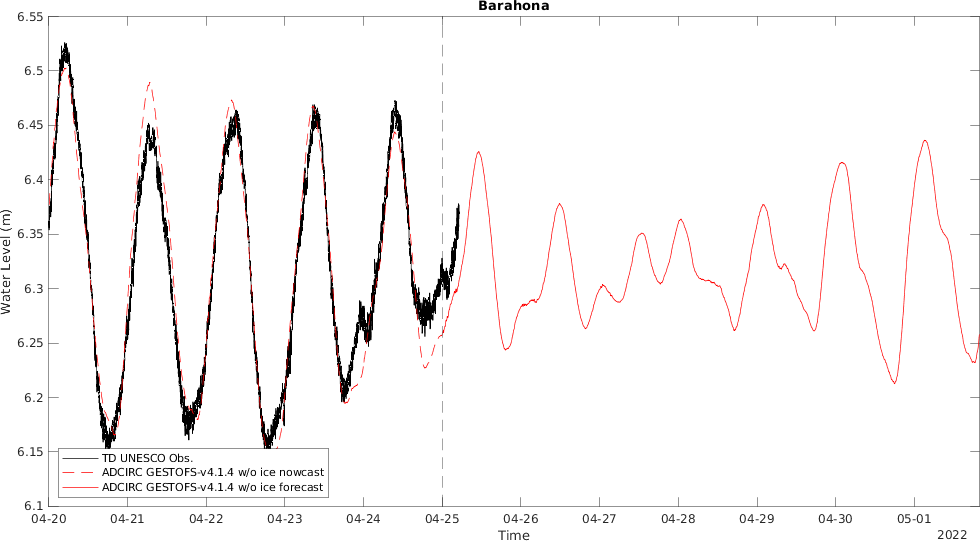 Barahona
6.55
6.5
6.45
6.4
6.35
6.3
6.25
6.2
6.15
6.1
Water Level (m)
TD UNESCO Obs.
ADCIRC GESTOFS-v4.1.4 w/o ice nowcast
ADCIRC GESTOFS-v4.1.4 w/o ice forecast
04-20 04-21 04-22 04-23 04-24 04-25 04-26 04-27 04-28 04-29 04-30 05-01
Time
2022